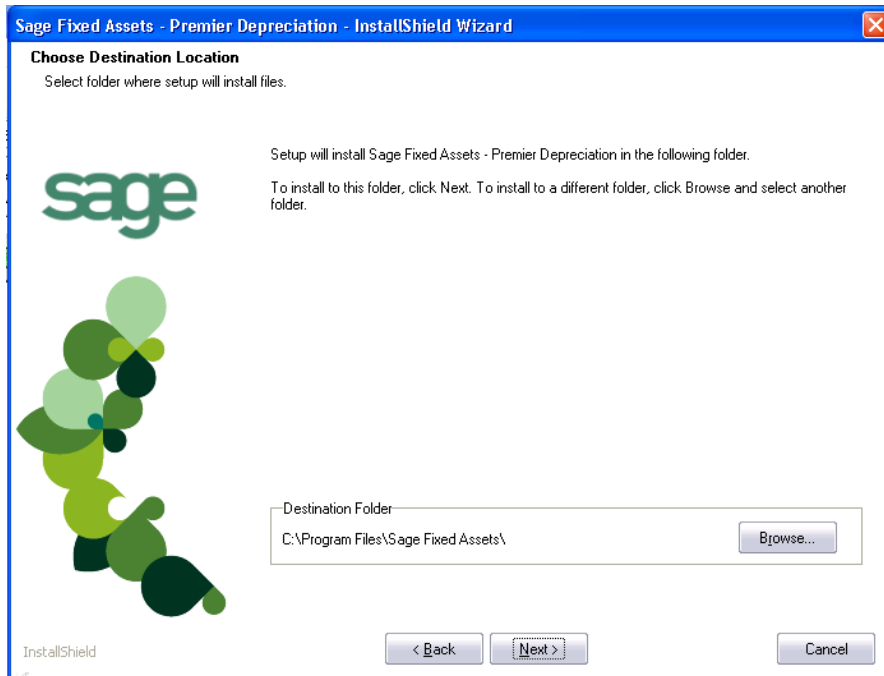 Sage Fixed Assets - Premier Depreciation - InstallShield Wizard
Choose Destination Location
Select folder where setup will install files.
sage
Setup will install Sage Fixed Assets - Premier Depreciation in the following folder.
To install to this folder, click Next. To install to a different folder, click Browse and select another
folder.
Destination Folder
C:\Program Files\Sage Fixed Assets\
Browse...
InstallShield
< Back
Next >
Cancel